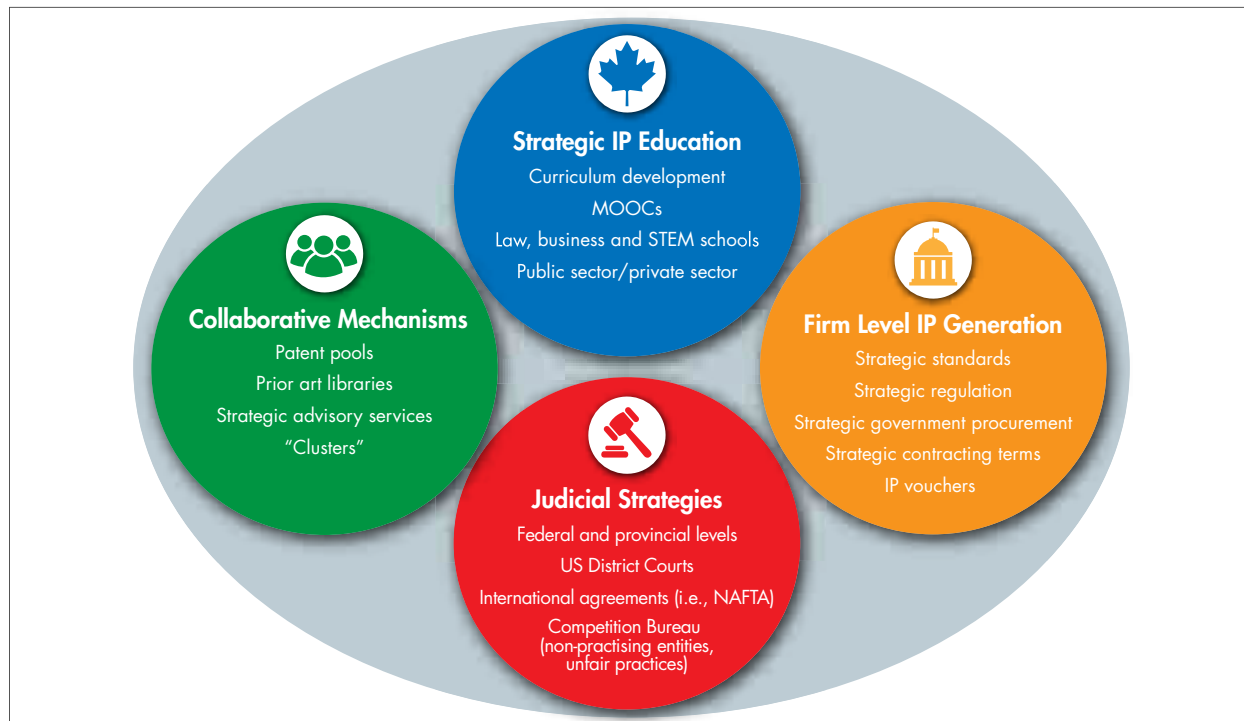 Strategic IP Education
Curriculum development
MOOCs
Law, business and STEM schools
Public sector/private sector
Collaborative Mechanisms
Patent pools
Prior art libraries
Strategic advisory services
“Clusters”
Firm Level IP Generation
Strategic standards
Strategic regulation
Strategic government procurement
Strategic contracting terms
IP vouchers
Judicial Strategies
Federal and provincial levels
US District Courts
International agreements (i.e., NAFTA)
Competition Bureau
(non-practising entities,
unfair practices)